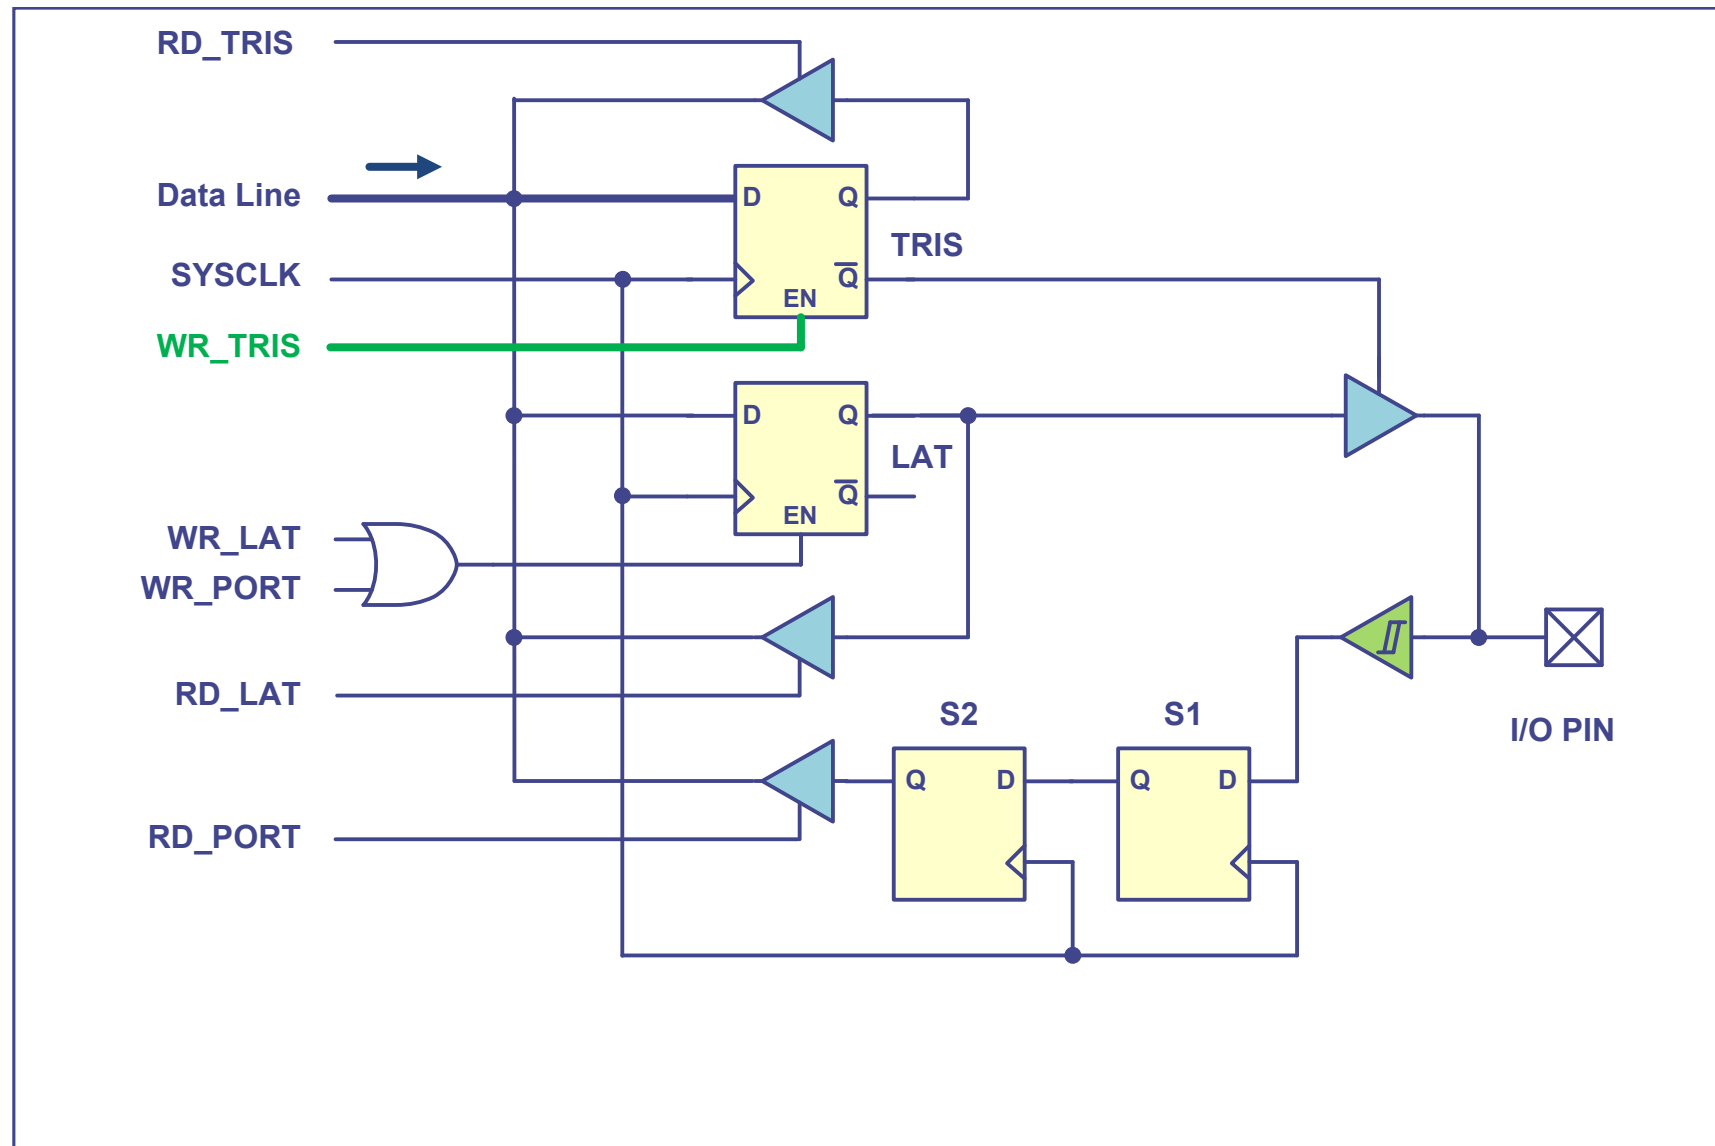 RD_TRIS
Data Line
D
Q
TRIS
SYSCLK
Q
EN
WR_TRIS
D
Q
LAT
Q
EN
WR_LAT
WR_PORT
RD_LAT
S2
S1
I/O PIN
Q
D
Q
D
RD_PORT